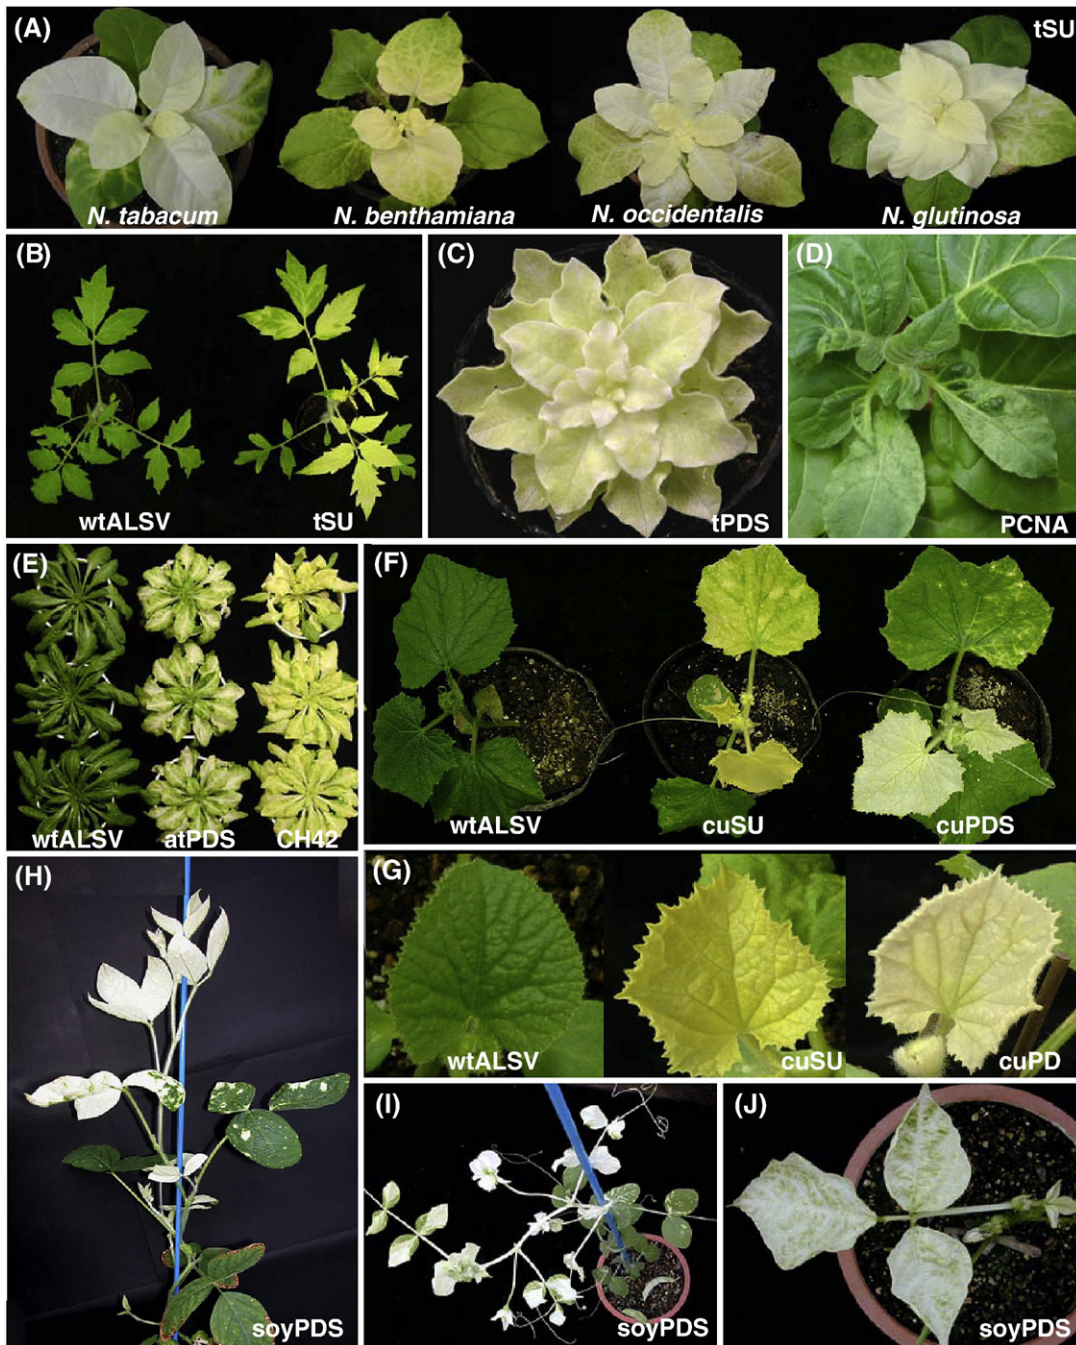 (A)
tSU
N. tabacum
N. benthamiana
N. occidentalis
N. glutinosa
(B)
wtALSV
tSU
(C)
tPDS
(D)
PCNA
(E)
wfALSV
atPDS
CH42
(F)
wtALSV
cuSU
cuPDS
(G)
wtALSV
cuSU
cuPD
(H)
soyPDS
(I)
soyPDS
(J)
soyPDS